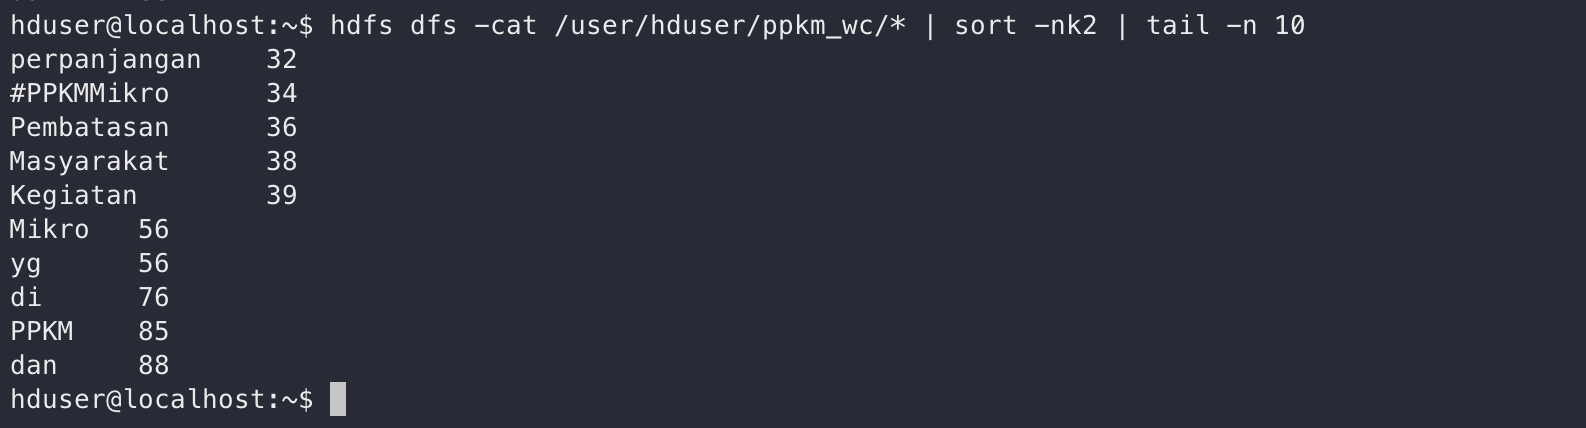 hduser@localhost:~$ hdfs dfs -cat /user/hduser/ppkm_wc/* | sort -nk2 | tail -n 10
perpanjangan    32
#PPKMMikro      34
Pembatasan      36
Masyarakat      38
Kegiatan        39
Mikro   56
yg      56
di      76
PPKM    85
dan     88
hduser@localhost:~$